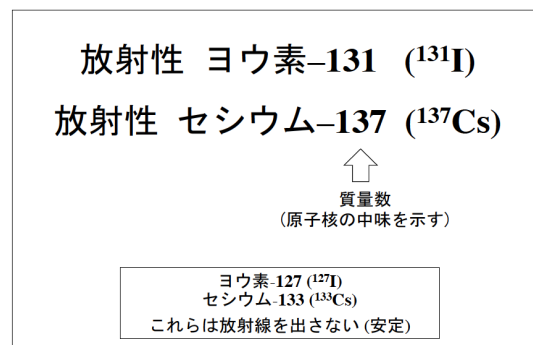 放射性 ヨウ素–131 (¹³¹I)
放射性 セシウム–137 (¹³⁷Cs)
質量数
(原子核の中味を示す)
ヨウ素-127 (¹²⁷I)
セシウム-133 (¹³³Cs)
これらは放射線を出さない (安定)